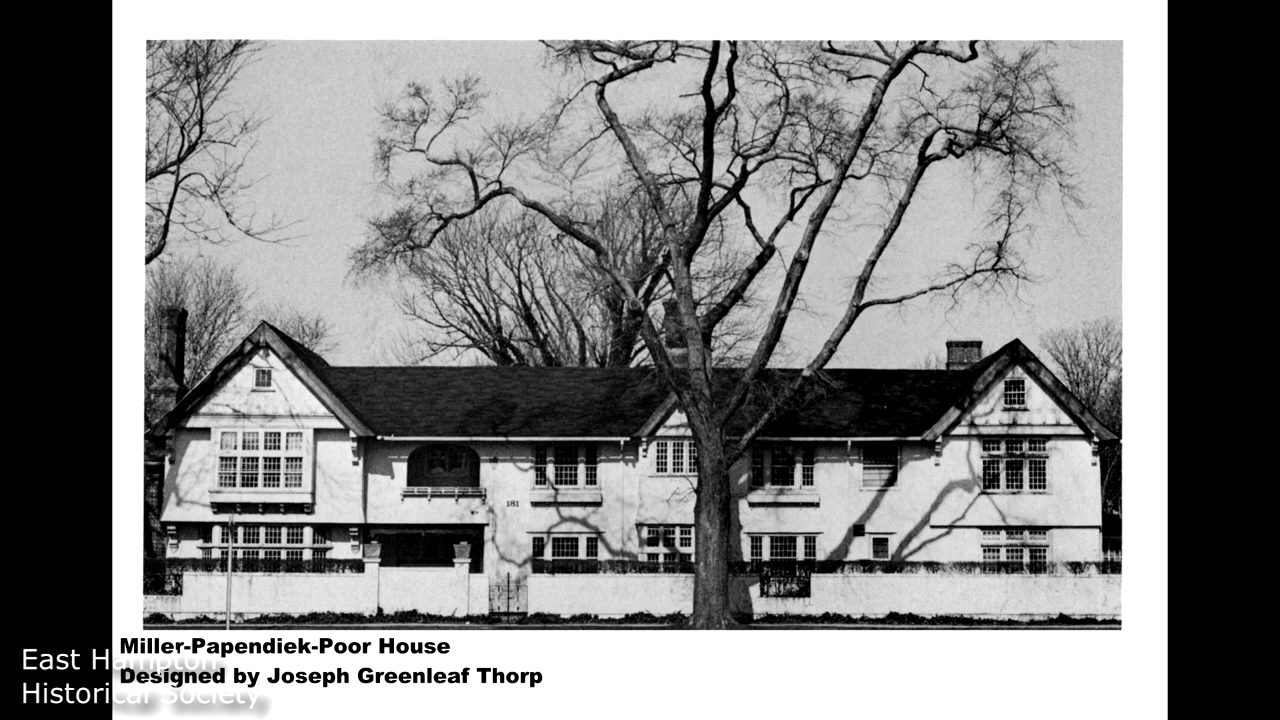 181
Miller-Papendiek-Poor House
Designed by Joseph Greenleaf Thorp
East Hampton
Historical Society